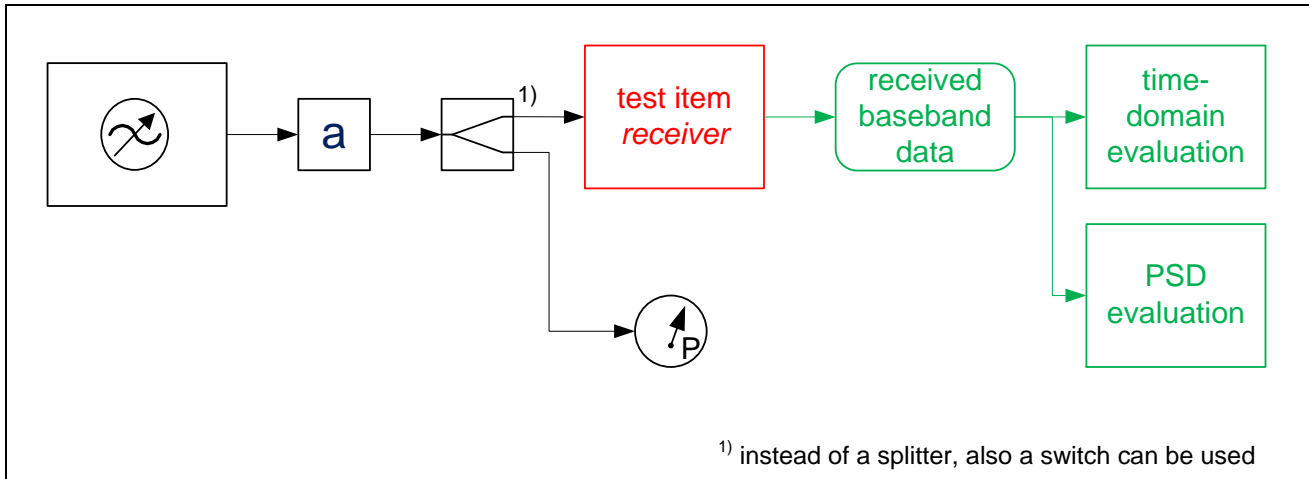 a
1)
test item
receiver
received
baseband
data
time-
domain
evaluation
PSD
evaluation
P
1) instead of a splitter, also a switch can be used